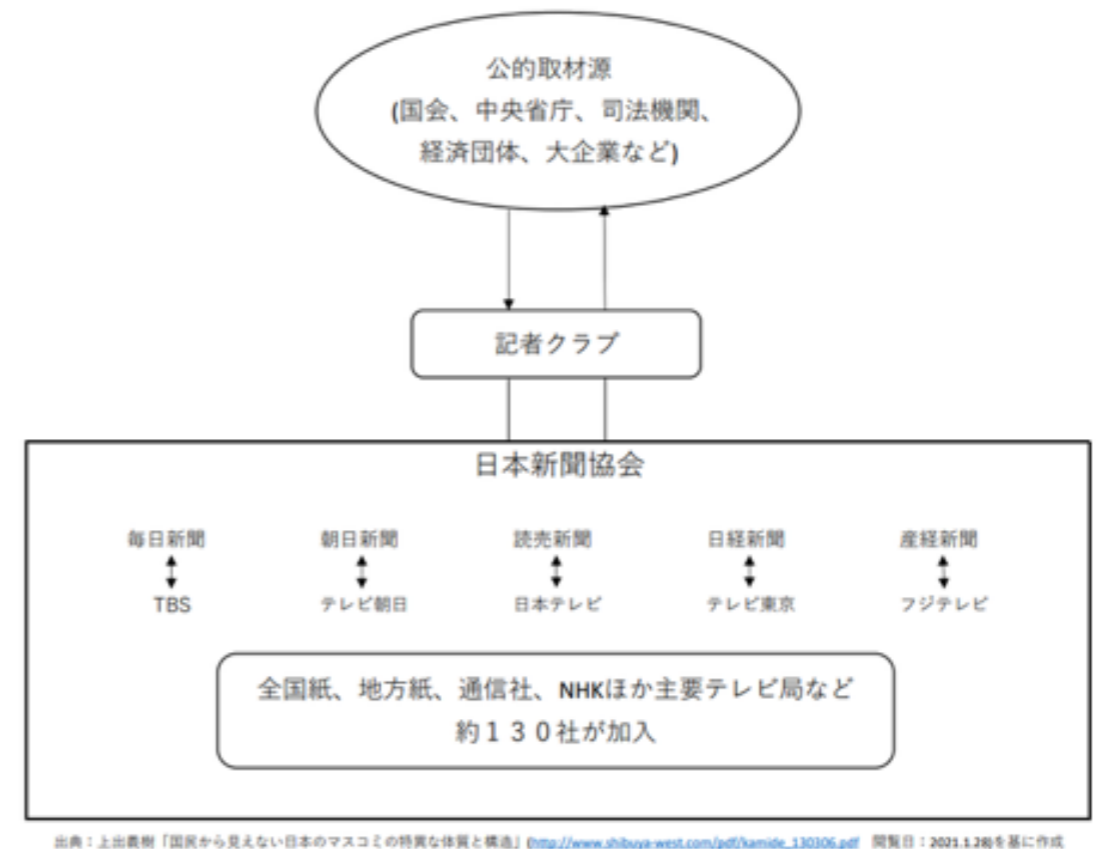 公的取材源
(国会、中央省庁、司法機関、
経済団体、大企業など)
記者クラブ
日本新聞協会
毎日新聞 朝日新聞 読売新聞 日経新聞 産経新聞
TBS テレビ朝日 日本テレビ テレビ東京 フジテレビ
全国紙、地方紙、通信社、NHKほか主要テレビ局など
約１３０社が加入
出典：上出義樹「国民から見えない日本のマスコミの特異な体質と構造」(http://www.shibuya-west.com/pdf/kamide_130306.pdf 閲覧日：2021.1.28)を基に作成